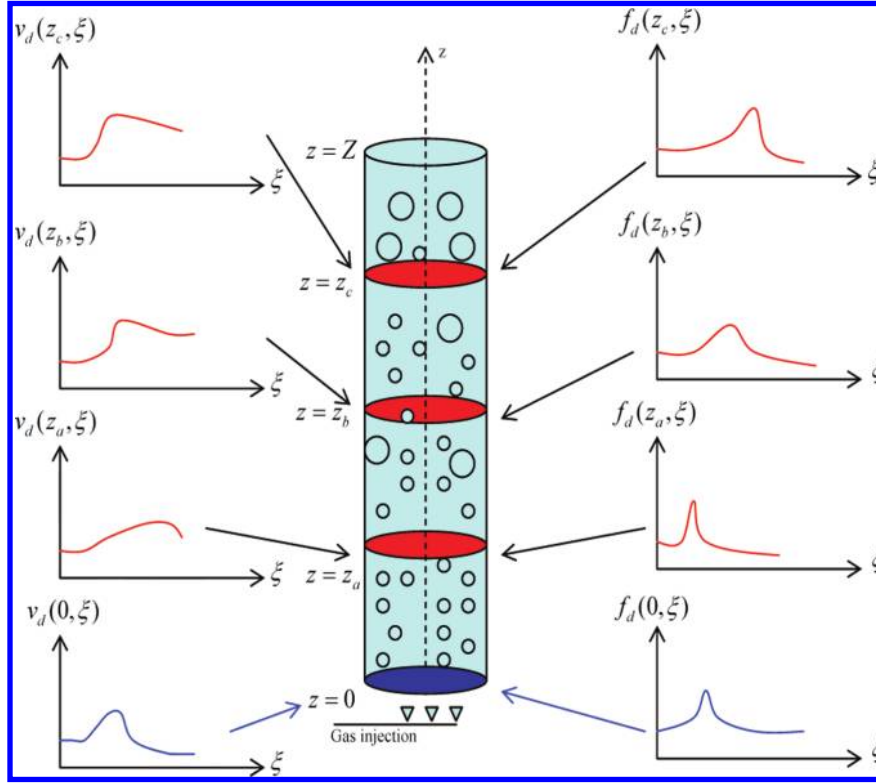 v_d(z_c,ξ)
ξ
v_d(z_b,ξ)
ξ
v_d(z_a,ξ)
ξ
v_d(0,ξ)
ξ
z
z = Z
z = z_c
z = z_b
z = z_a
z = 0
Gas injection
f_d(z_c,ξ)
ξ
f_d(z_b,ξ)
ξ
f_d(z_a,ξ)
ξ
f_d(0,ξ)
ξ